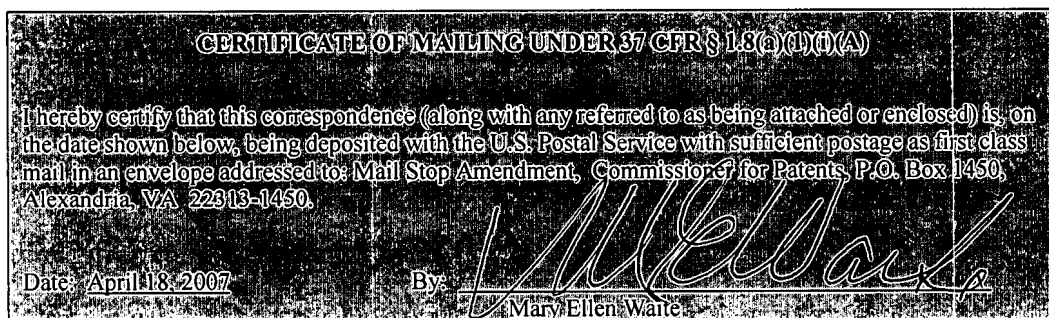 CERTIFICATE OF MAILING UNDER 37 CFR § 1.8(a)(1)(i)(A)
I hereby certify that this correspondence (along with any referred to as being attached or enclosed) is, on
the date shown below, being deposited with the U.S. Postal Service with sufficient postage as first class
mail in an envelope addressed to: Mail Stop Amendment, Commissioner for Patents, P.O. Box 1450,
Alexandria, VA 22313-1450.
Date: April 18, 2007 By:
Mary Ellen Waite